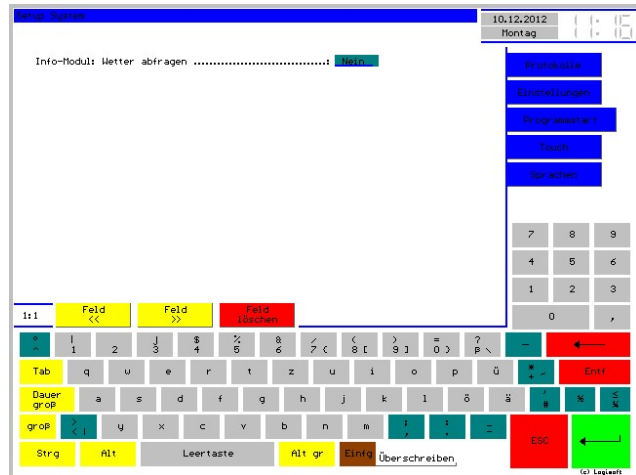 Setup System
10.12.2012
Montag
11:15
Info-Modul: Wetter abfragen ..................................: Nein
Protokolle
Einstellungen
Programmstart
Touch
Sprachen
7 8 9
4 5 6
1 2 3
0 ,
1:1
Feld <<
Feld >>
Feld löschen
° ^ | 1 2 J 3 $ 4 % 5 & 6 / 7 { ( 8 [ ) 9 ] = 0 } ? β \ -
Tab q w e r t z u i o p ü * + ~ Entf
Dauer groß a s d f g h j k l ö ä ' #
groß > < | y x c v b n m ; , : . _ -
ESC
Strg Alt Leertaste Alt gr Einfg Überschreiben
(c) Logisoft